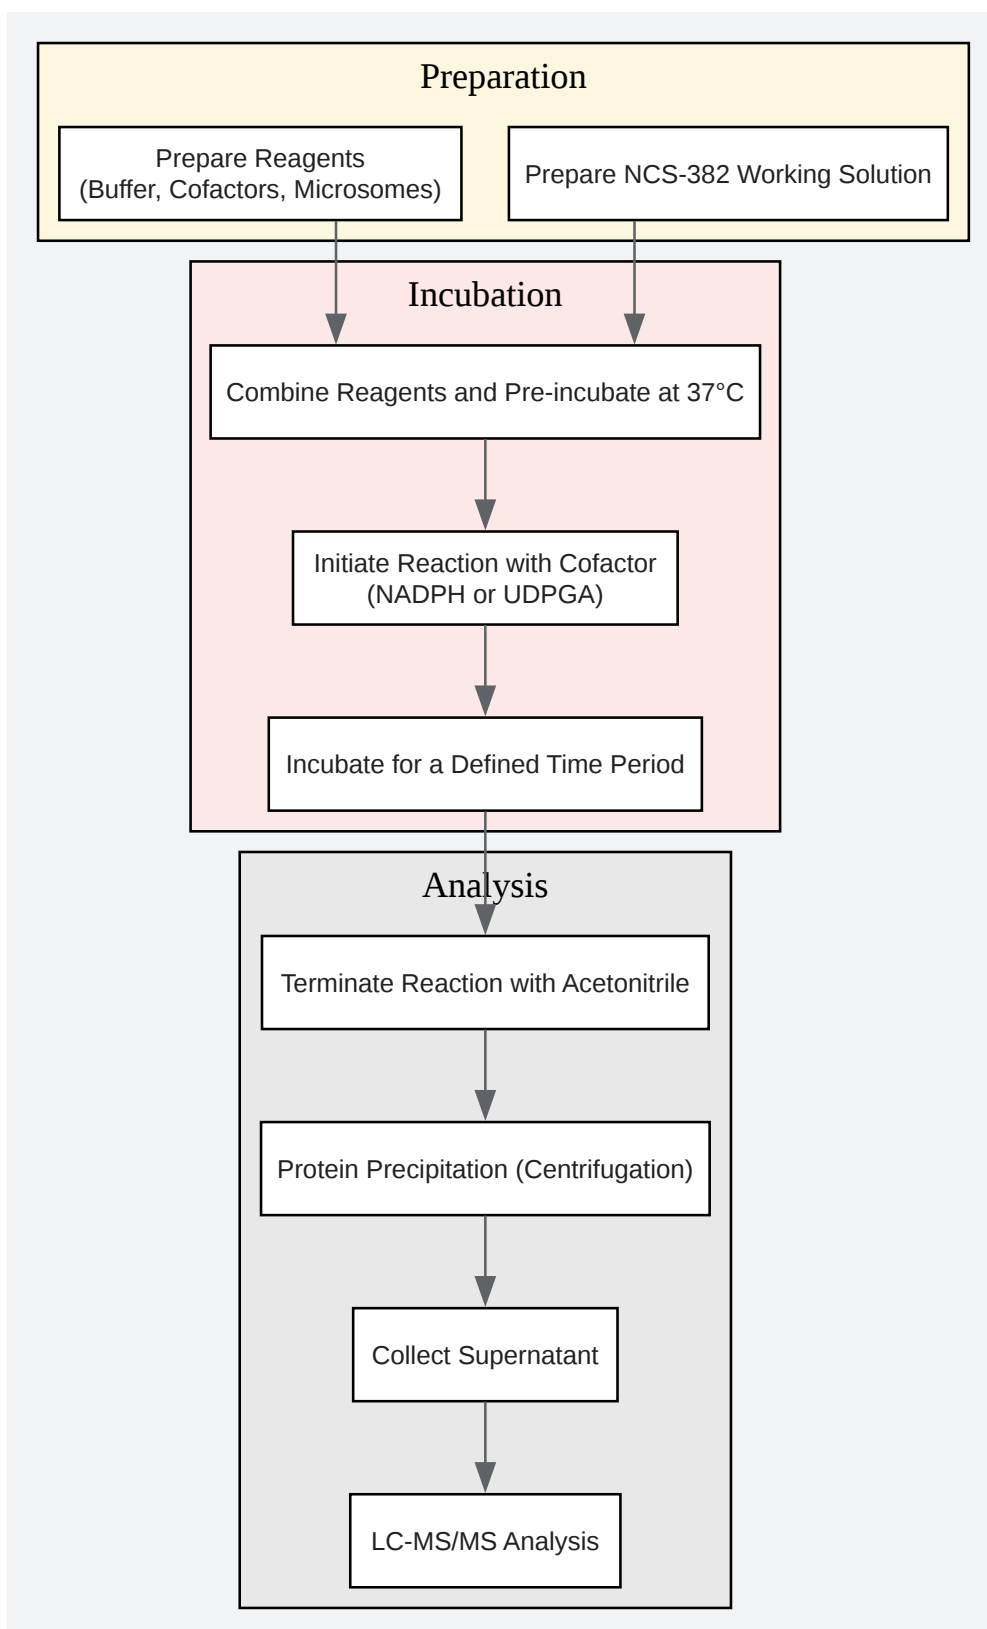 Preparation
Prepare Reagents
(Buffer, Cofactors, Microsomes)
Prepare NCS-382 Working Solution
Incubation
Combine Reagents and Pre-incubate at 37°C
Initiate Reaction with Cofactor
(NADPH or UDPGA)
Incubate for a Defined Time Period
Analysis
Terminate Reaction with Acetonitrile
Protein Precipitation (Centrifugation)
Collect Supernatant
LC-MS/MS Analysis